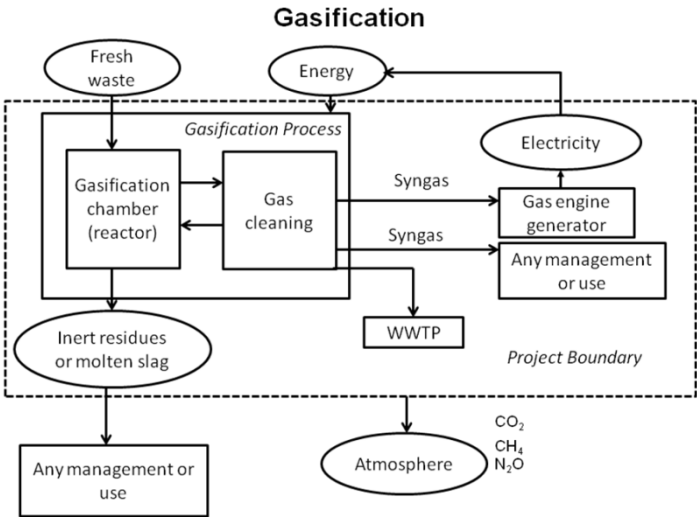 Gasification
Fresh
waste
Energy
Gasification Process
Electricity
Gasification
chamber
(reactor)
Gas
cleaning
Syngas
Gas engine
generator
Syngas
Any management
or use
WWTP
Inert residues
or molten slag
Project Boundary
CO₂
CH₄
N₂O
Atmosphere
Any management or
use